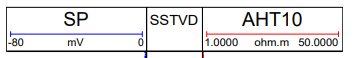 SP SSTVD AHT10
-80 mV 0 1.0000 ohm.m 50.0000